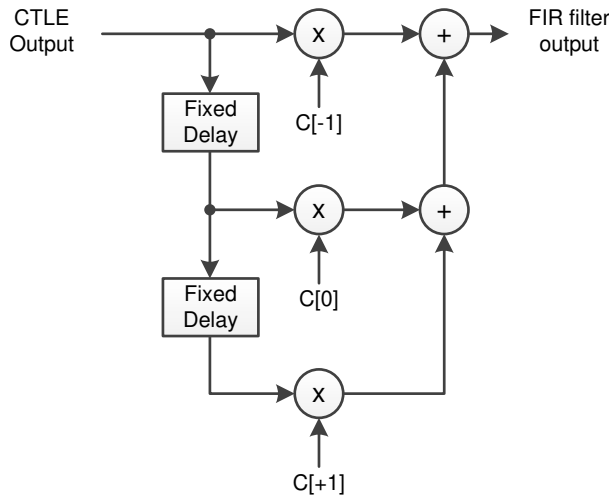 CTLE
Output
FIR filter
output
x
+
C[-1]
Fixed
Delay
x
+
C[0]
Fixed
Delay
x
C[+1]